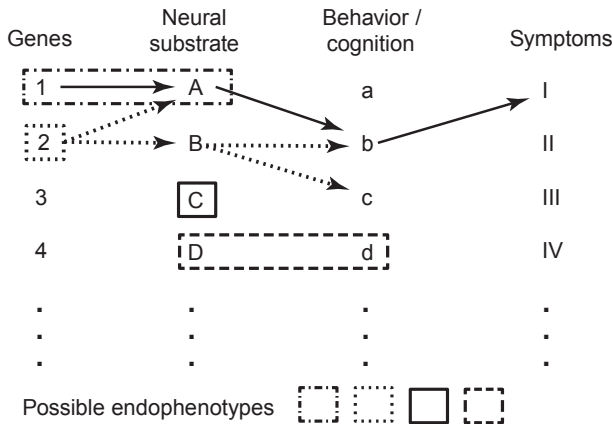 Genes Neural substrate Behavior / cognition Symptoms
1 A a I
2 B b II
3 C c III
4 D d IV
. . . .
. . . .
. . . .
Possible endophenotypes